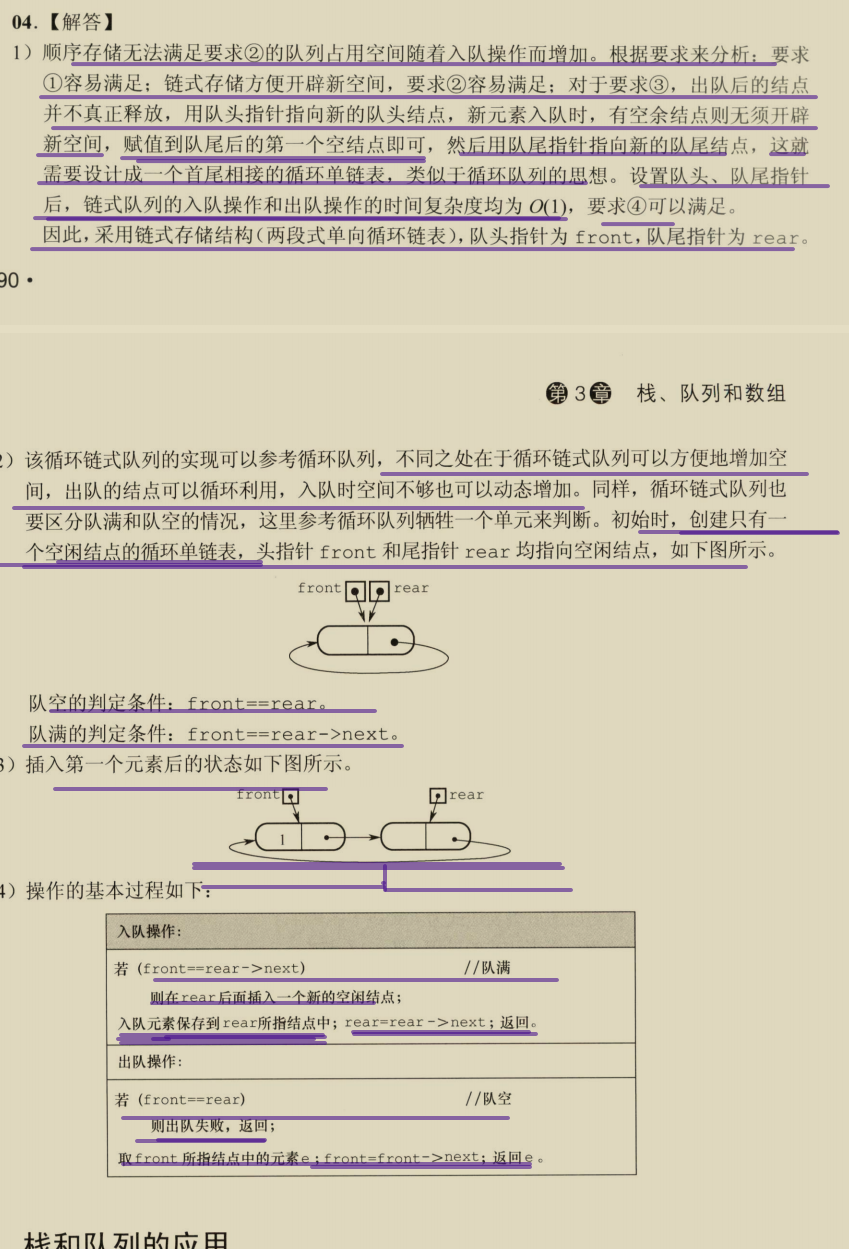 04.【解答】
1）顺序存储无法满足要求②的队列占用空间随着入队操作而增加。根据要求来分析：要求
①容易满足；链式存储方便开辟新空间，要求②容易满足；对于要求③，出队后的结点
并不真正释放，用队头指针指向新的队头结点，新元素入队时，有空余结点则无须开辟
新空间，赋值到队尾后的第一个空结点即可，然后用队尾指针指向新的队尾结点，这就
需要设计成一个首尾相接的循环单链表，类似于循环队列的思想。设置队头、队尾指针
后，链式队列的入队操作和出队操作的时间复杂度均为 O(1)，要求④可以满足。
因此，采用链式存储结构（两段式单向循环链表），队头指针为 front，队尾指针为 rear。
90 •
第 3 章 栈、队列和数组
2）该循环链式队列的实现可以参考循环队列，不同之处在于循环链式队列可以方便地增加空
间，出队的结点可以循环利用，入队时空间不够也可以动态增加。同样，循环链式队列也
要区分队满和队空的情况，这里参考循环队列牺牲一个单元来判断。初始时，创建只有一
个空闲结点的循环单链表，头指针 front 和尾指针 rear 均指向空闲结点，如下图所示。
front rear
队空的判定条件：front==rear。
队满的判定条件：front==rear->next。
3）插入第一个元素后的状态如下图所示。
front rear
1
4）操作的基本过程如下：
入队操作：
若 (front==rear->next) //队满
则在rear后面插入一个新的空闲结点；
入队元素保存到rear所指结点中；rear=rear->next；返回。
出队操作：
若 (front==rear) //队空
则出队失败，返回；
取front 所指结点中的元素e；front=front->next；返回e。
栈和队列的应用